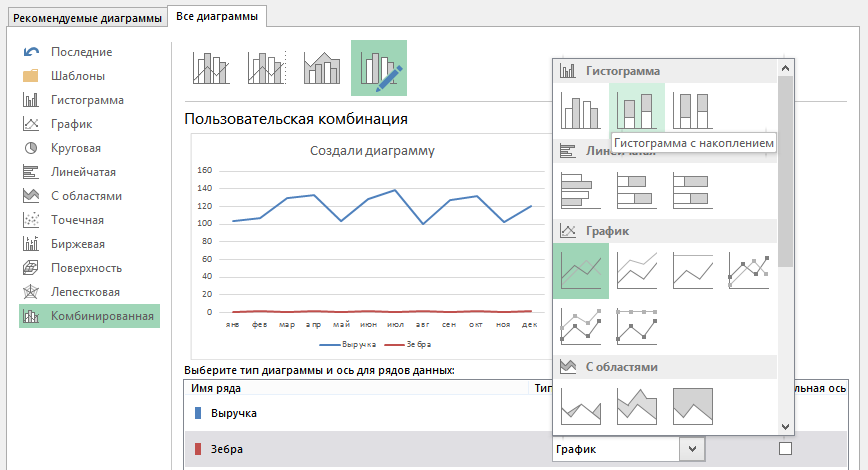 Рекомендуемые диаграммы
Все диаграммы
Последние
Шаблоны
Гистограмма
График
Круговая
Линейчатая
С областями
Точечная
Биржевая
Поверхность
Лепестковая
Комбинированная
Пользовательская комбинация
Создали диаграмму
160
140
120
100
80
60
40
20
0
янв фев мар апр май июн июл авг сен окт ноя дек
Выручка Зебра
Выберите тип диаграммы и ось для рядов данных:
Имя ряда Тип льная ось
Выручка
Зебра График
Гистограмма
Гистограмма с накоплением
Линейчатая
График
С областями